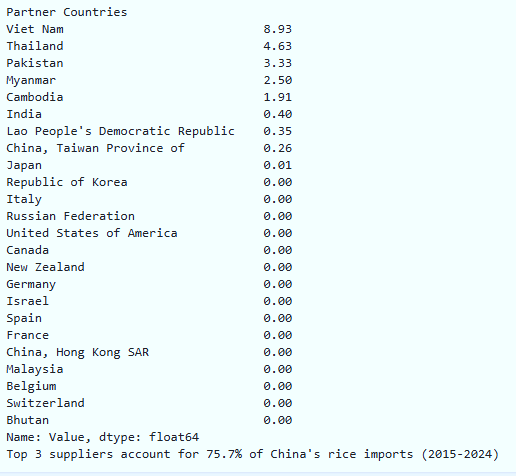 Partner Countries
Viet Nam                            8.93
Thailand                            4.63
Pakistan                            3.33
Myanmar                             2.50
Cambodia                            1.91
India                               0.40
Lao People's Democratic Republic    0.35
China, Taiwan Province of           0.26
Japan                               0.01
Republic of Korea                   0.00
Italy                               0.00
Russian Federation                  0.00
United States of America            0.00
Canada                              0.00
New Zealand                         0.00
Germany                             0.00
Israel                              0.00
Spain                               0.00
France                              0.00
China, Hong Kong SAR                0.00
Malaysia                            0.00
Belgium                             0.00
Switzerland                         0.00
Bhutan                              0.00
Name: Value, dtype: float64
Top 3 suppliers account for 75.7% of China's rice imports (2015-2024)